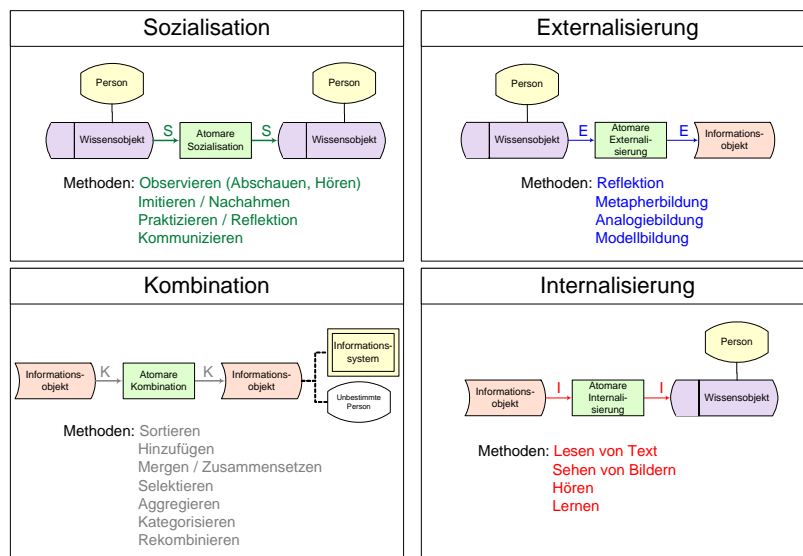 Sozialisation
Person
Person
Wissensobjekt
S
Atomare
Sozialisation
S
Wissensobjekt
Methoden: Observieren (Abschauen, Hören)
Imitieren / Nachahmen
Praktizieren / Reflektion
Kommunizieren
Externalisierung
Person
Wissensobjekt
E
Atomare
Externali-
sierung
E
Informations-
objekt
Methoden: Reflektion
Metapherbildung
Analogiebildung
Modellbildung
Kombination
Informations-
objekt
K
Atomare
Kombination
K
Informations-
objekt
Informations-
system
Unbestimmte
Person
Methoden: Sortieren
Hinzufügen
Mergen / Zusammensetzen
Selektieren
Aggregieren
Kategorisieren
Rekombinieren
Internalisierung
Person
Informations-
objekt
I
Atomare
Internali-
sierung
I
Wissensobjekt
Methoden: Lesen von Text
Sehen von Bildern
Hören
Lernen